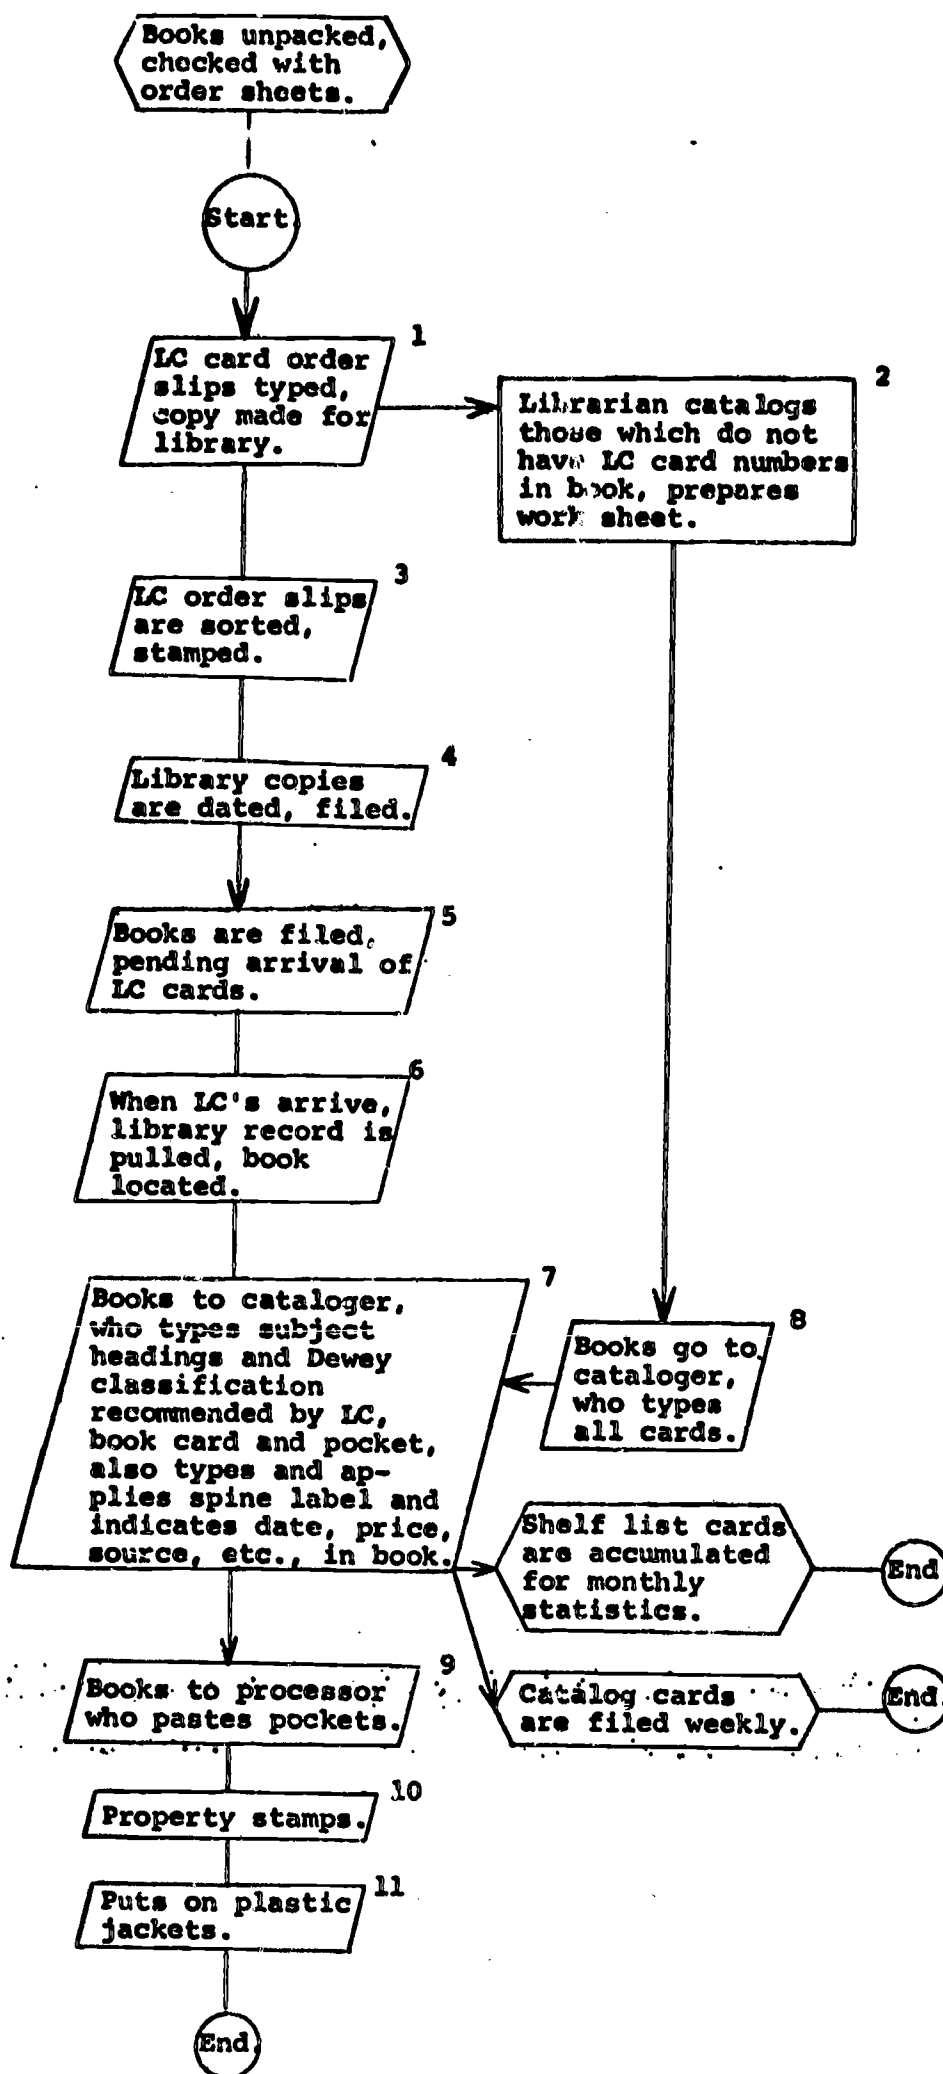 Books unpacked,
chocked with
order sheets.
Start.
1
LC card order
slips typed,
copy made for
library.
2
Librarian catalogs
those which do not
have LC card numbers
in book, prepares
work sheet.
3
LC order slips
are sorted,
stamped.
4
Library copies
are dated, filed.
5
Books are filed,
pending arrival of
LC cards.
6
When LC's arrive,
library record is
pulled, book
located.
7
Books to cataloger,
who types subject
headings and Dewey
classification
recommended by LC,
book card and pocket,
also types and ap-
plies spine label and
indicates date, price,
source, etc., in book.
8
Books go to
cataloger,
who types
all cards.
Shelf list cards
are accumulated
for monthly
statistics.
End
9
Books to processor
who pastes pockets.
Catalog cards
are filed weekly.
End.
10
Property stamps.
11
Puts on plastic
jackets.
End.